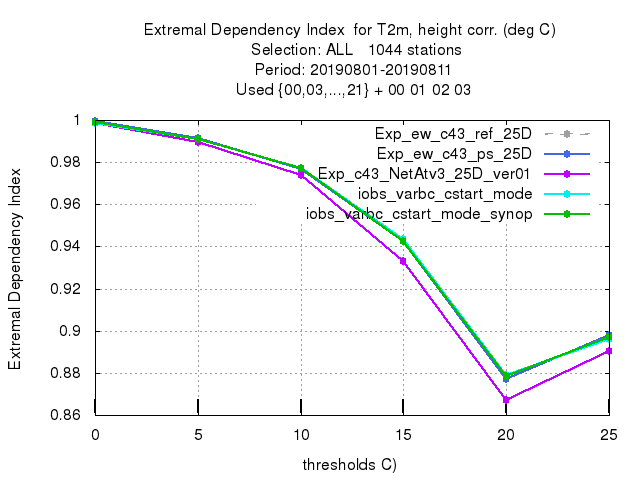 Extremal Dependency Index  for T2m, height corr. (deg C)
Selection: ALL   1044 stations
Period: 20190801-20190811
Used {00,03,...,21} + 00 01 02 03
1
0.98
0.96
0.94
0.92
0.9
0.88
0.86
Extremal Dependency Index
Exp_ew_c43_ref_25D
Exp_ew_c43_ps_25D
Exp_c43_NetAtv3_25D_ver01
iobs_varbc_cstart_mode
iobs_varbc_cstart_mode_synop
0 5 10 15 20 25
thresholds C)